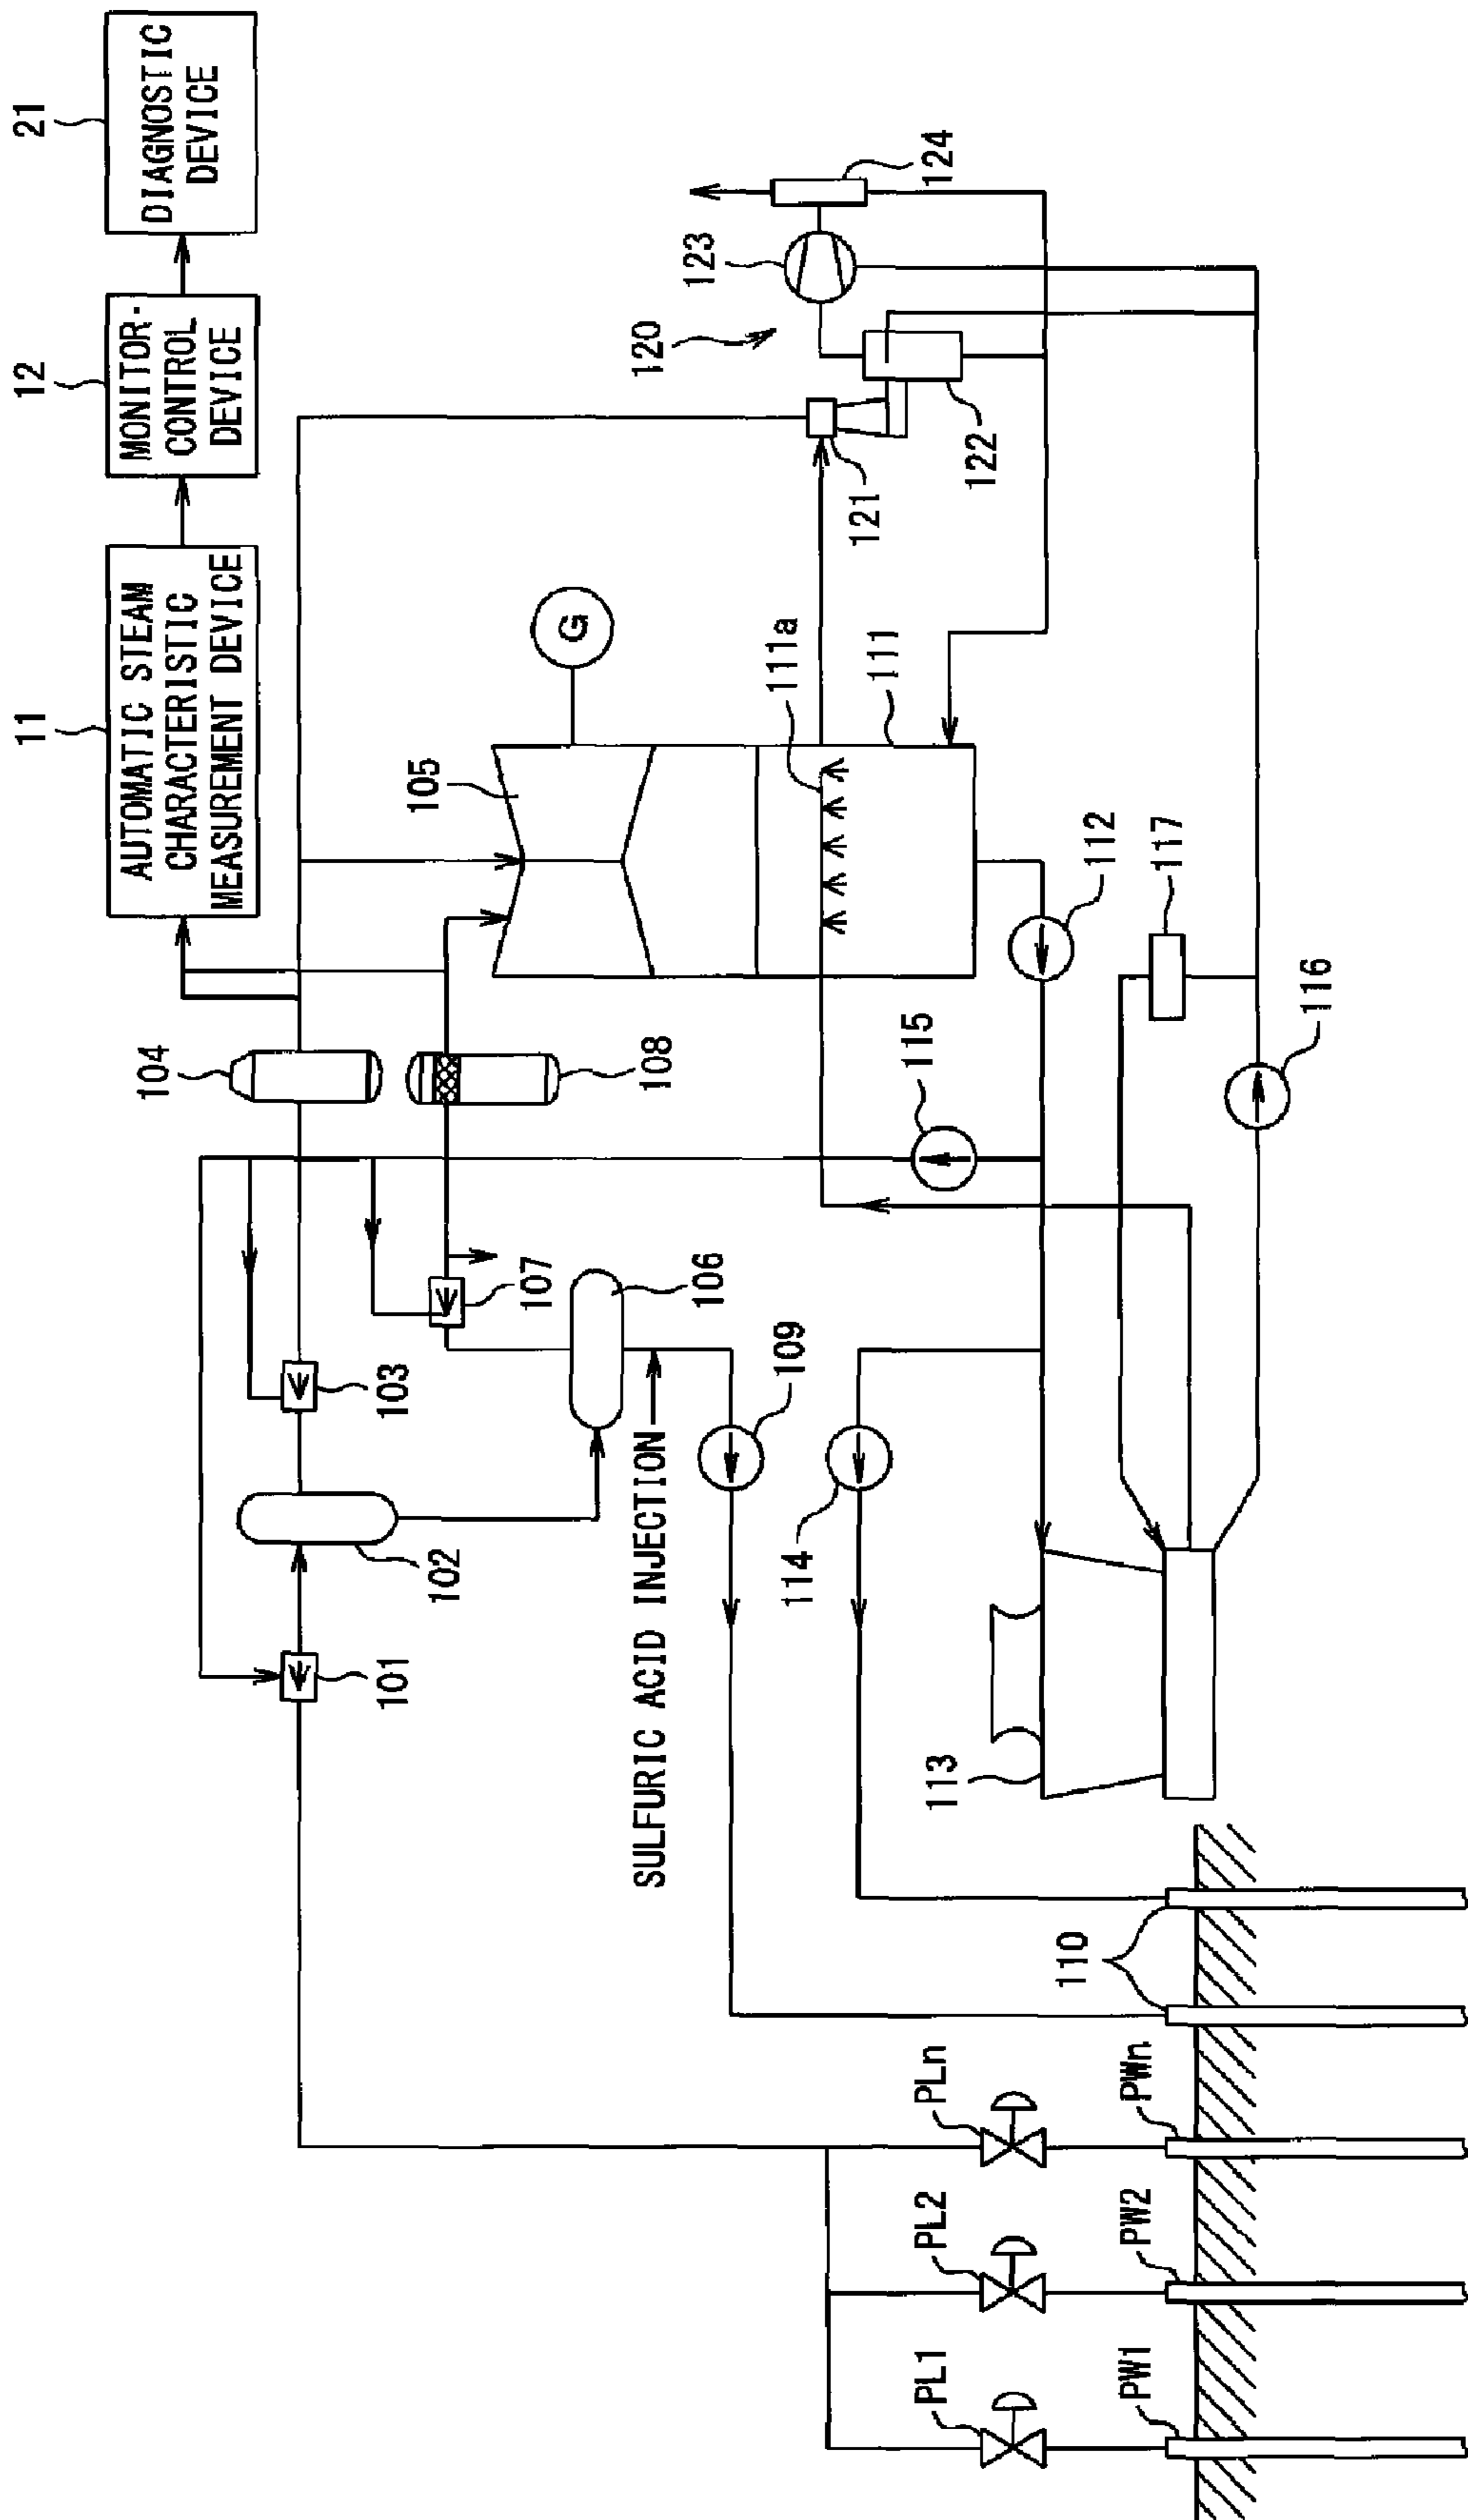 11
AUTOMATIC STEAM
CHARACTERISTIC
MEASUREMENT DEVICE
12
MONITOR·
CONTROL
DEVICE
21
DIAGNOSTIC
DEVICE
104
101
102
103
107
106
108
105
G
120
123
124
121
122
111a
111
SULFURIC ACID INJECTION
109
114
115
112
117
116
113
110
PL1
PL2
PLn
PW1
PW2
PWn